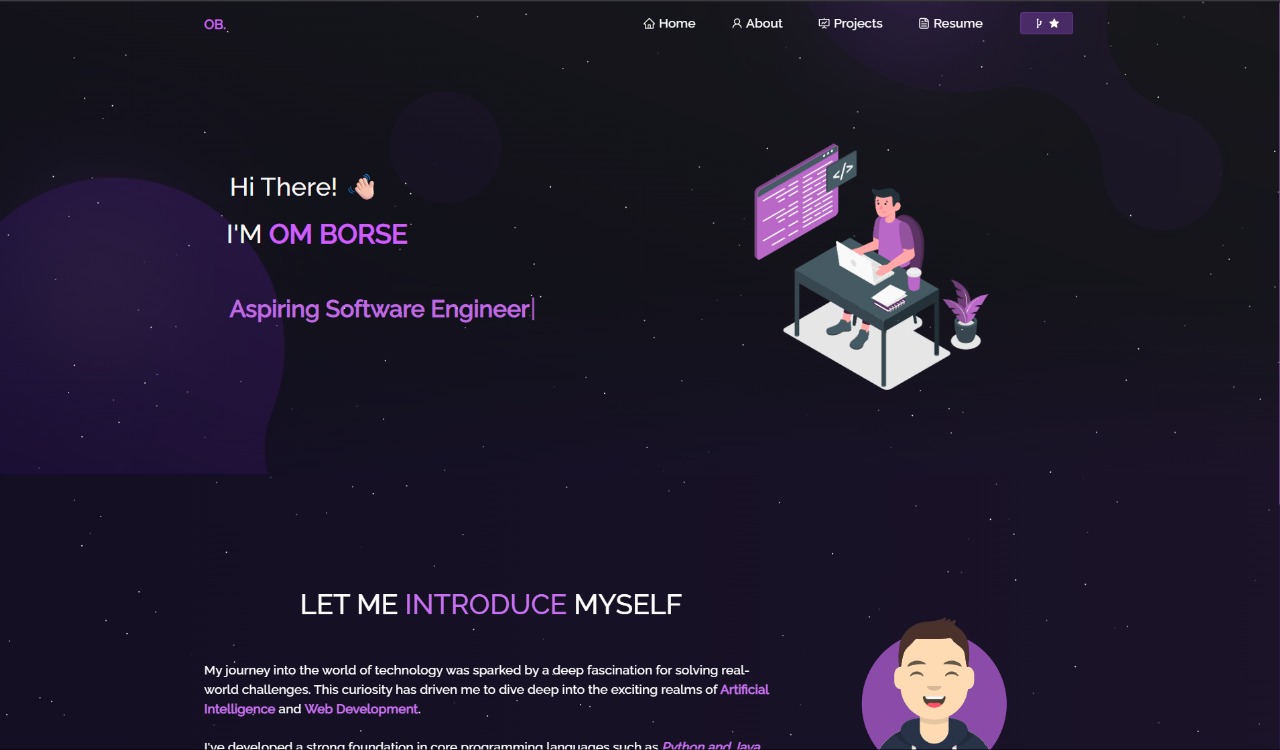 OB.
Home
About
Projects
Resume
Hi There! 👋🏻
</>
I'M OM BORSE
Aspiring Software Engineer|
LET ME INTRODUCE MYSELF
My journey into the world of technology was sparked by a deep fascination for solving real-
world challenges. This curiosity has driven me to dive deep into the exciting realms of Artificial
Intelligence and Web Development.
I've developed a strong foundation in core programming languages such as Python and Java